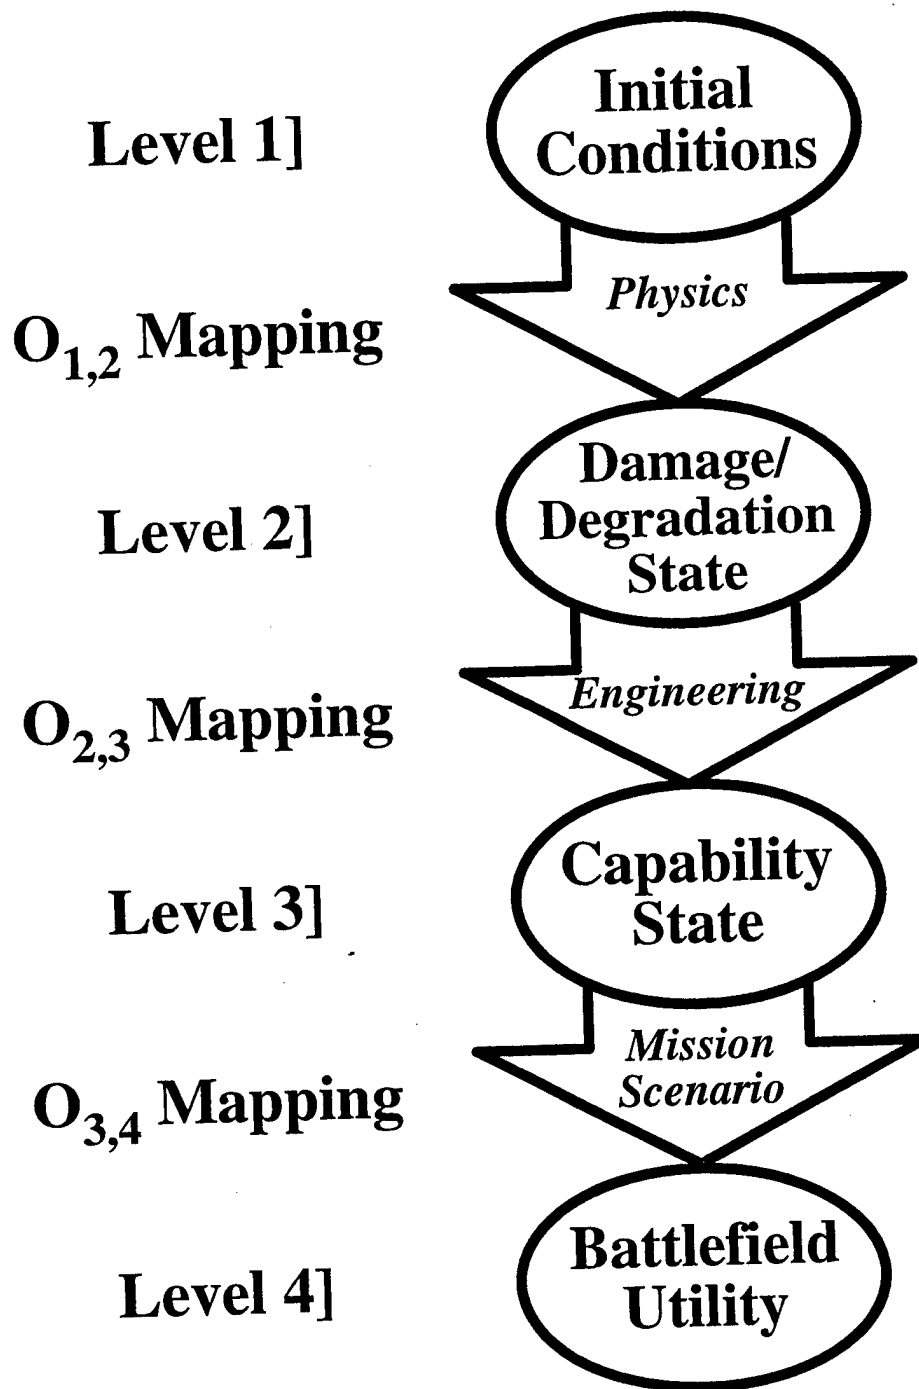 Initial
Level 1] Conditions
Physics
O1,2 Mapping
Damage/
Level 2] Degradation
State
Engineering
O2,3 Mapping
Capability
Level 3] State
Mission
O3,4 Mapping Scenario
Battlefield
Level 4] Utility